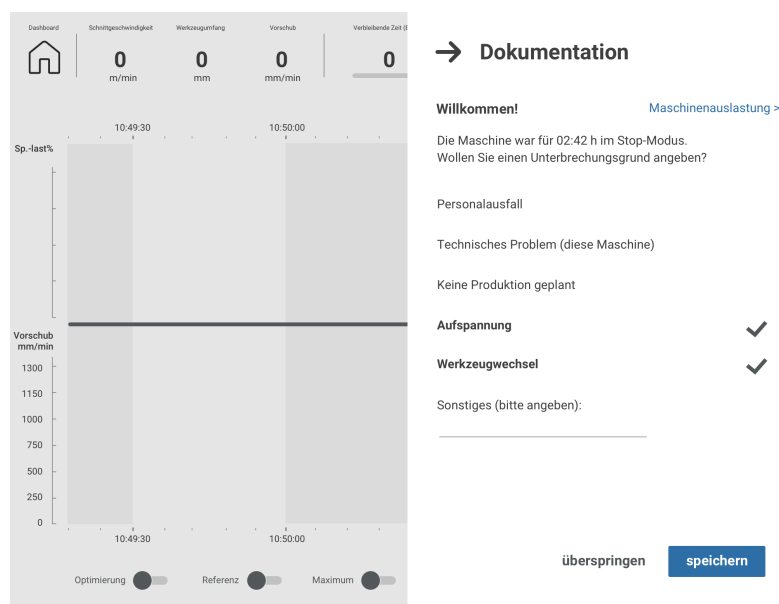 Dashboard
Schnittgeschwindigkeit
0
m/min
Werkzeugumfang
0
mm
Vorschub
0
mm/min
Verbleibende Zeit (
0
10:49:30
10:50:00
Sp.-last%
Vorschub
mm/min
1300
1150
1000
750
500
250
0
10:49:30
10:50:00
Optimierung
Referenz
Maximum
→ Dokumentation
Willkommen!
Maschinenauslastung >
Die Maschine war für 02:42 h im Stop-Modus.
Wollen Sie einen Unterbrechungsgrund angeben?
Personalausfall
Technisches Problem (diese Maschine)
Keine Produktion geplant
Aufspannung
Werkzeugwechsel
Sonstiges (bitte angeben):
überspringen
speichern